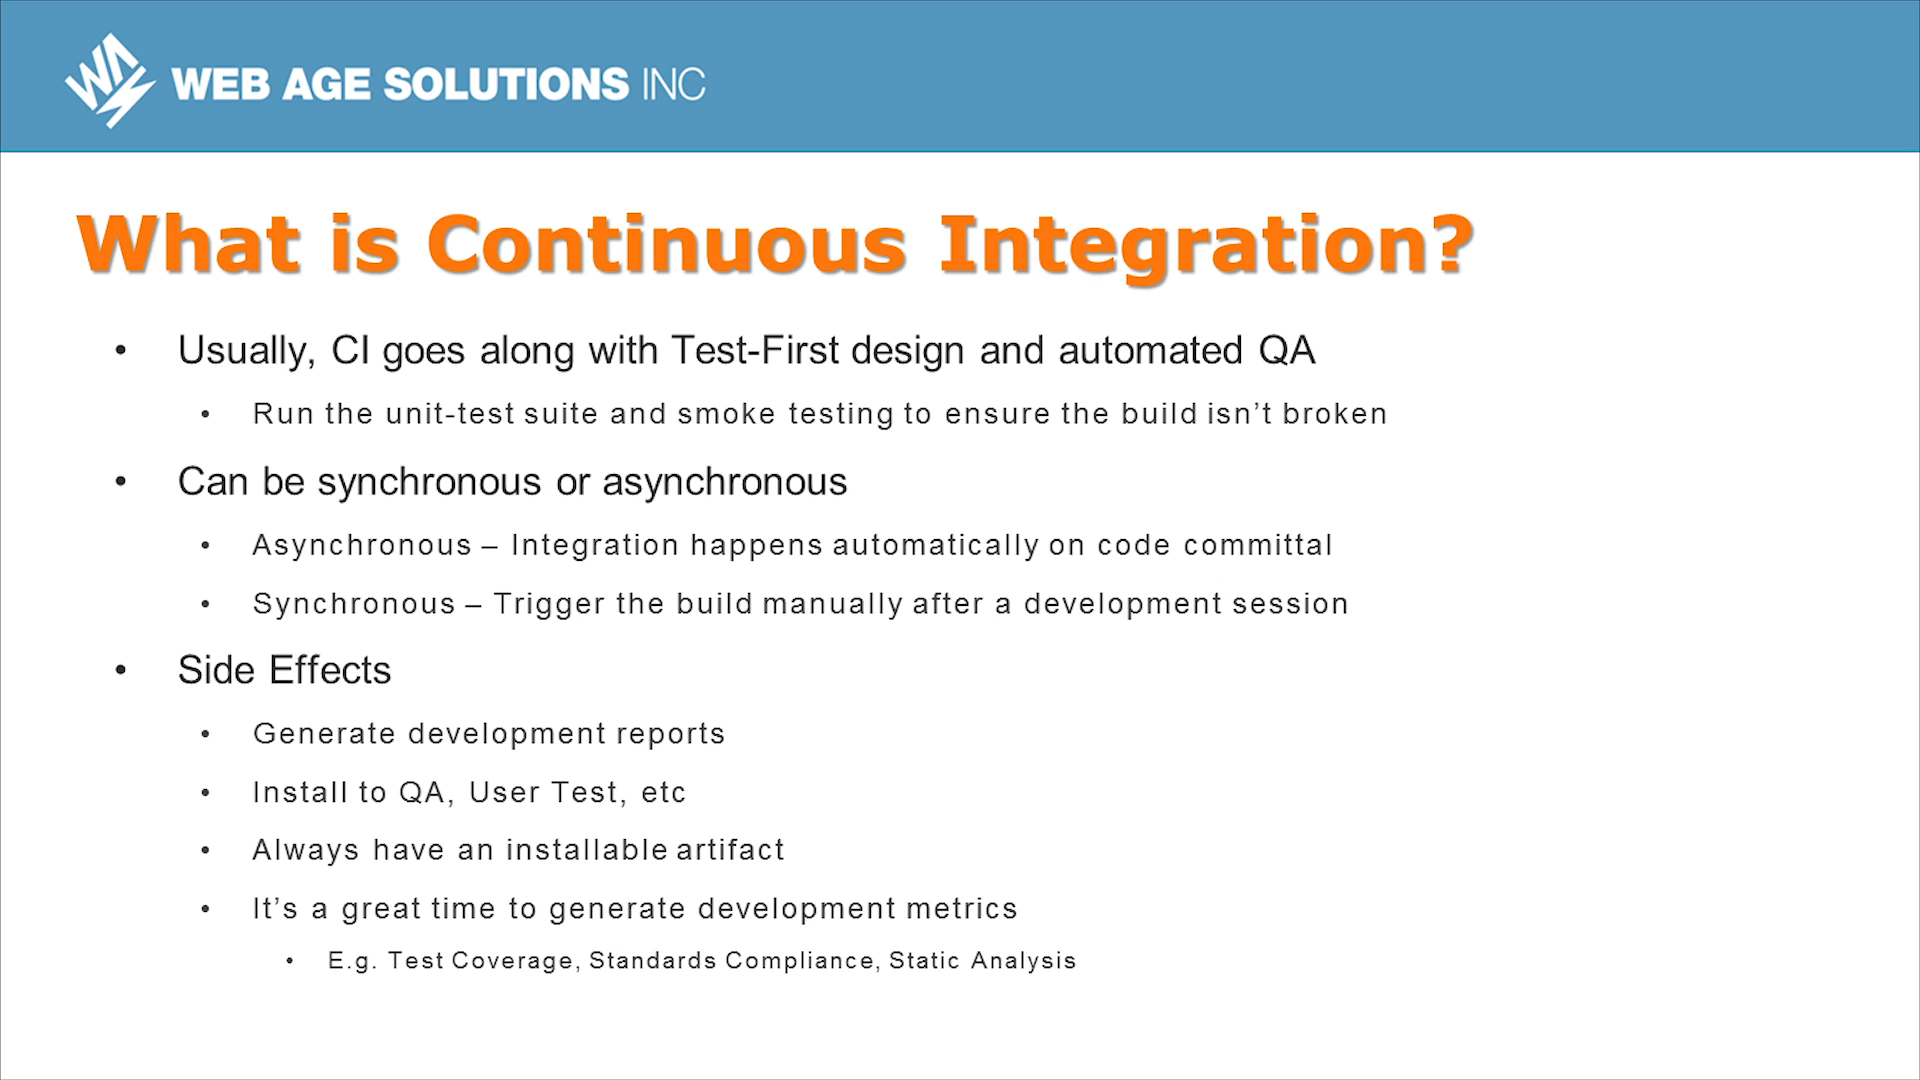 WEB AGE SOLUTIONS INC
What is Continuous Integration?
• Usually, CI goes along with Test-First design and automated QA
• Run the unit-test suite and smoke testing to ensure the build isn’t broken
• Can be synchronous or asynchronous
• Asynchronous – Integration happens automatically on code committal
• Synchronous – Trigger the build manually after a development session
• Side Effects
• Generate development reports
• Install to QA, User Test, etc
• Always have an installable artifact
• It’s a great time to generate development metrics
• E.g. Test Coverage, Standards Compliance, Static Analysis